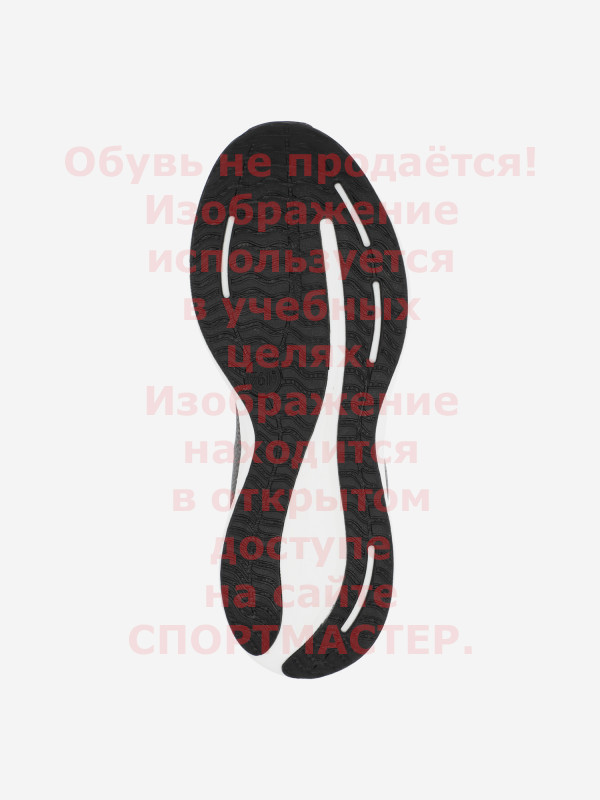 Обувь не продаётся!
Изображение
используется
в учебных
целях.
Изображение
находится
в открытом
доступе
на сайте
СПОРТМАСТЕР.